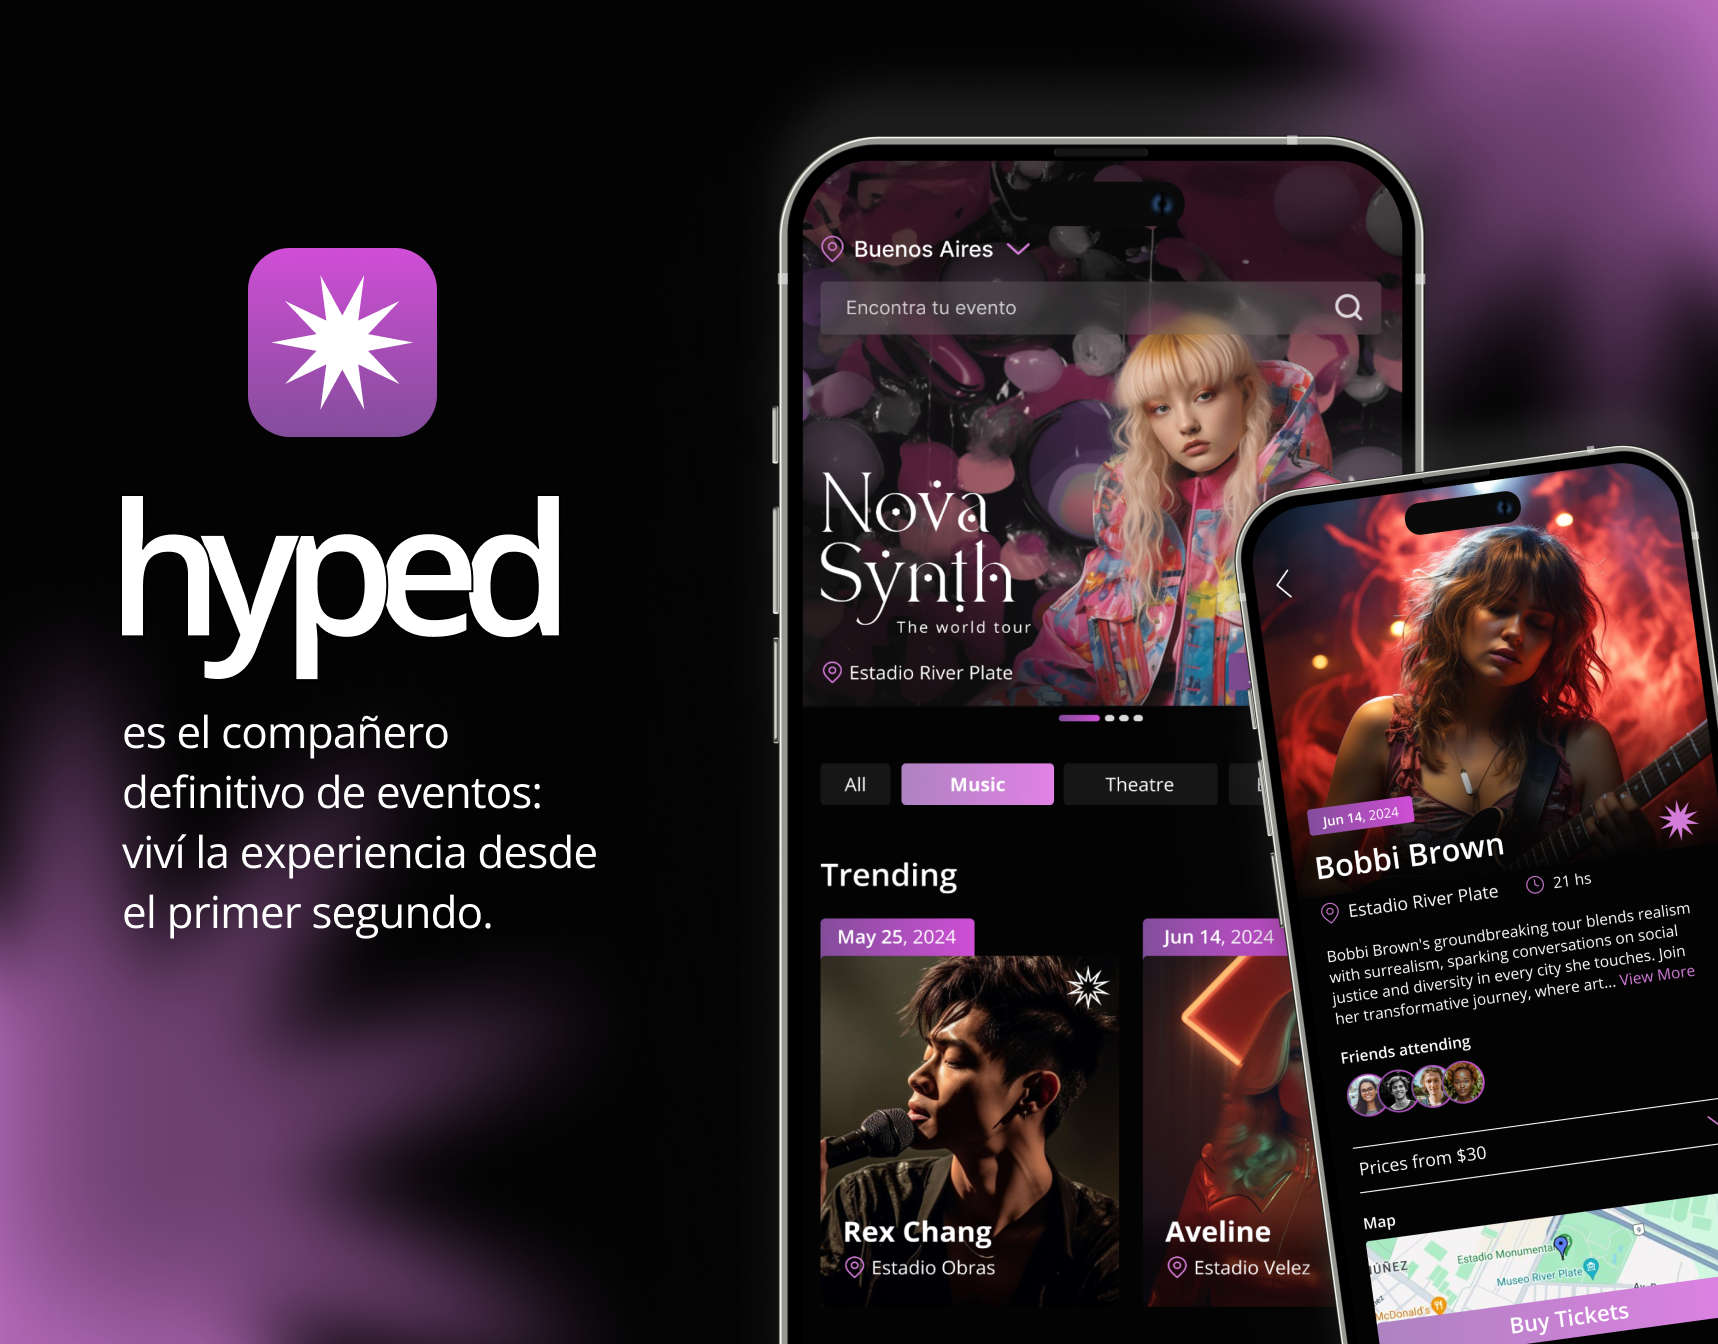 hyped
es el compañero
definitivo de eventos:
viví la experiencia desde
el primer segundo.
Buenos Aires
Encontra tu evento
Nova
Synth
The world tour
Estadio River Plate
All
Music
Theatre
Trending
May 25, 2024
Jun 14, 2024
Rex Chang
Estadio Obras
Aveline
Estadio Velez
Jun 14, 2024
Bobbi Brown
Estadio River Plate
21 hs
Bobbi Brown's groundbreaking tour blends realism
with surrealism, sparking conversations on social
justice and diversity in every city she touches. Join
her transformative journey, where art... View More
Friends attending
Prices from $30
Map
Estadio Monumental
ÚÑEZ
Museo River Plate
McDonald's
Buy Tickets